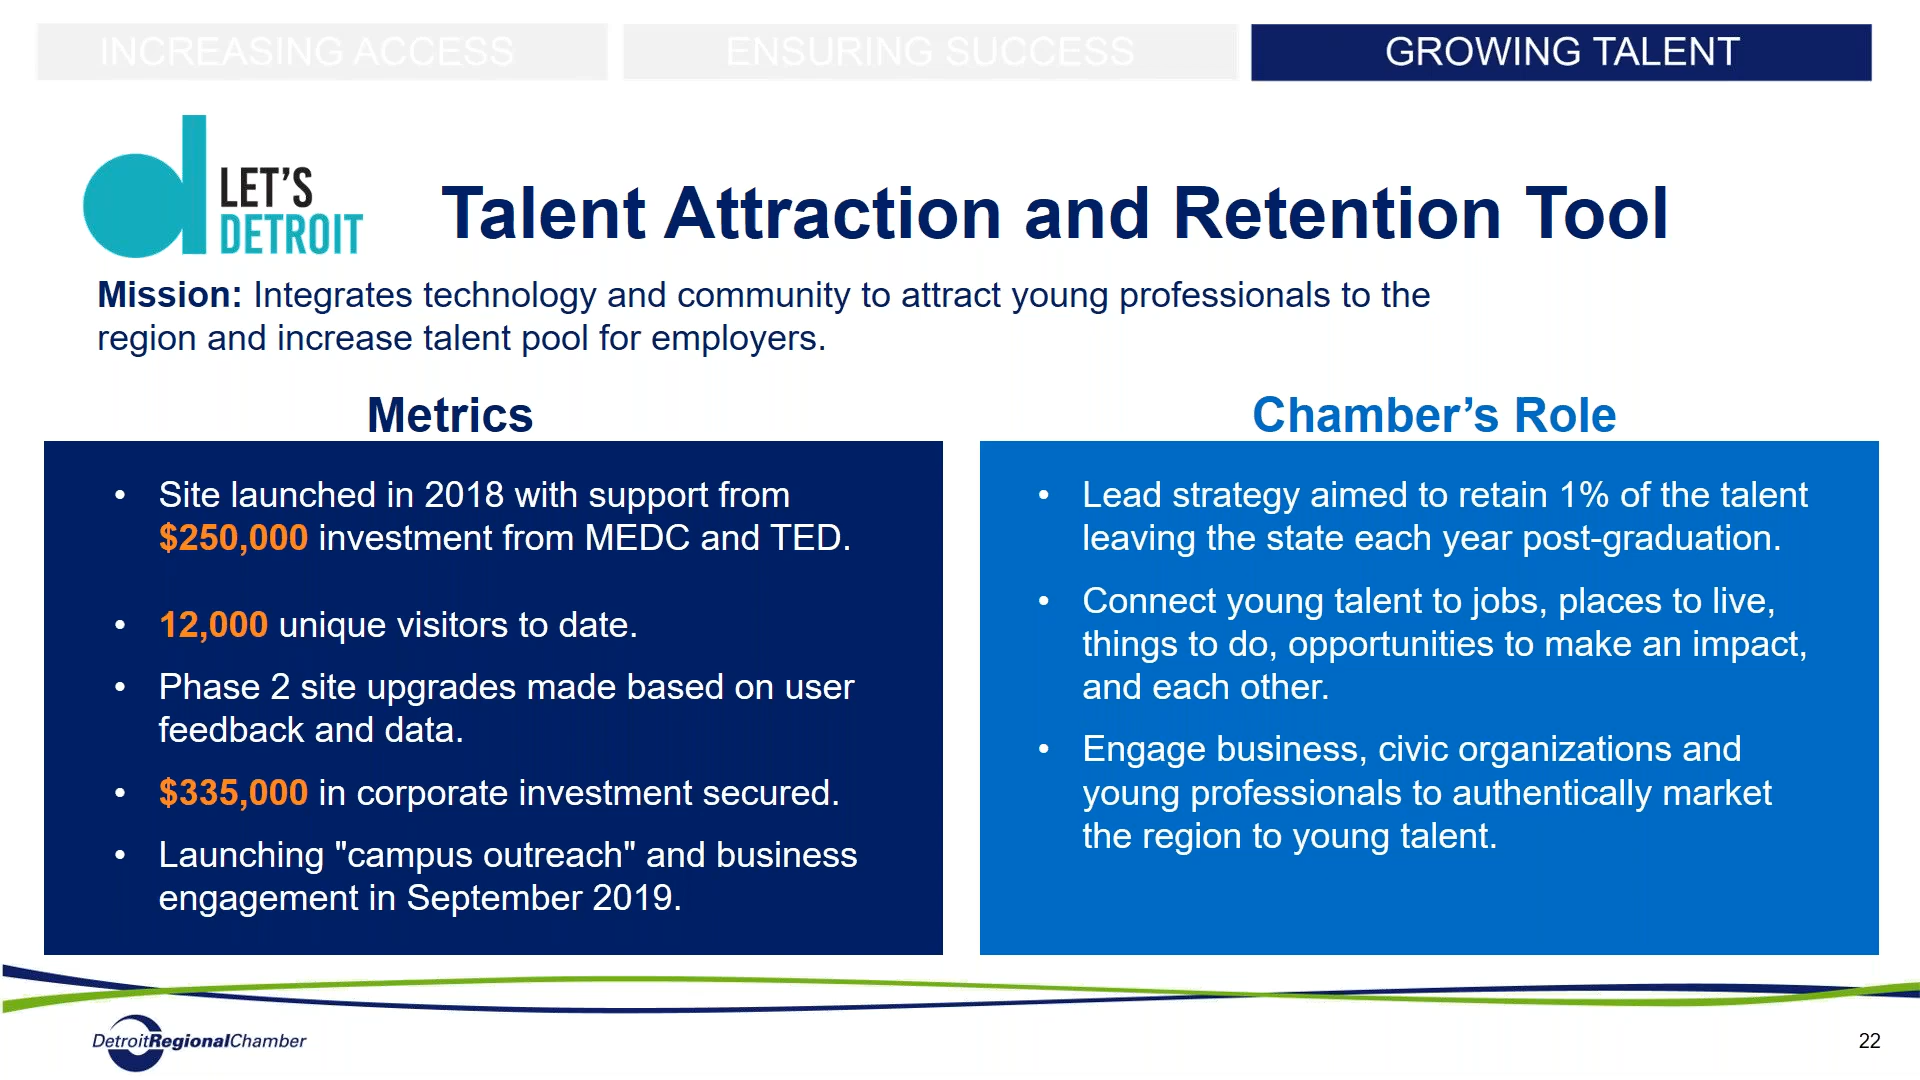 INCREASING ACCESS
ENSURING SUCCESS
GROWING TALENT
LET'S
DETROIT
Talent Attraction and Retention Tool
Mission: Integrates technology and community to attract young professionals to the
region and increase talent pool for employers.
Metrics
• Site launched in 2018 with support from
$250,000 investment from MEDC and TED.
• 12,000 unique visitors to date.
• Phase 2 site upgrades made based on user
feedback and data.
• $335,000 in corporate investment secured.
• Launching "campus outreach" and business
engagement in September 2019.
Chamber’s Role
• Lead strategy aimed to retain 1% of the talent
leaving the state each year post-graduation.
• Connect young talent to jobs, places to live,
things to do, opportunities to make an impact,
and each other.
• Engage business, civic organizations and
young professionals to authentically market
the region to young talent.
DetroitRegionalChamber
22